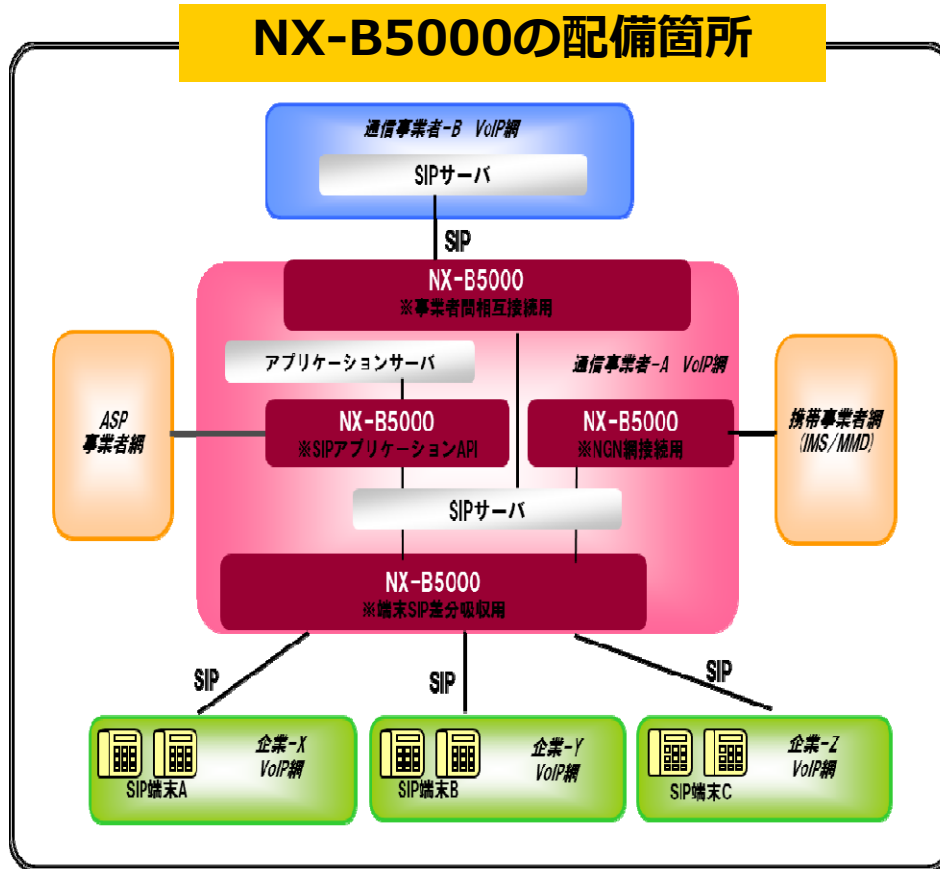 NX-B5000の配備箇所
通信事業者-B VoIP網
SIPサーバ
SIP
NX-B5000
※事業者間相互接続用
アプリケーションサーバ
通信事業者-A VoIP網
ASP
事業者網
NX-B5000
※SIPアプリケーションAPI
NX-B5000
※NGN網接続用
携帯事業者網
(IMS/MMD)
SIPサーバ
NX-B5000
※端末SIP差分吸収用
SIP
SIP
SIP
企業-X
VoIP網
SIP端末A
企業-Y
VoIP網
SIP端末B
企業-Z
VoIP網
SIP端末C